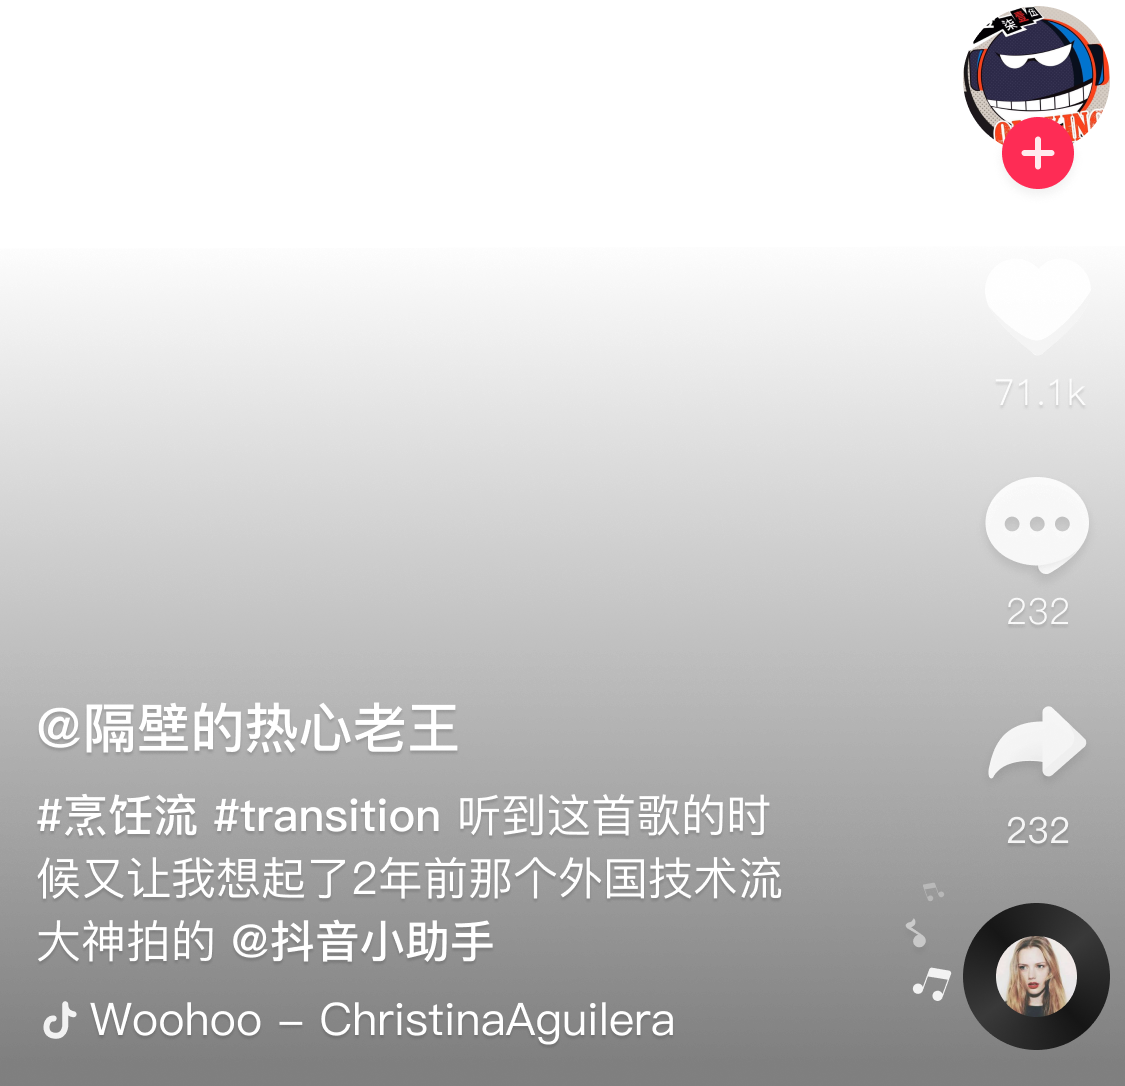 71.1k
232
@隔壁的热心老王
#烹饪流 #transition 听到这首歌的时
候又让我想起了2年前那个外国技术流
大神拍的 @抖音小助手
232
Woohoo – ChristinaAguilera